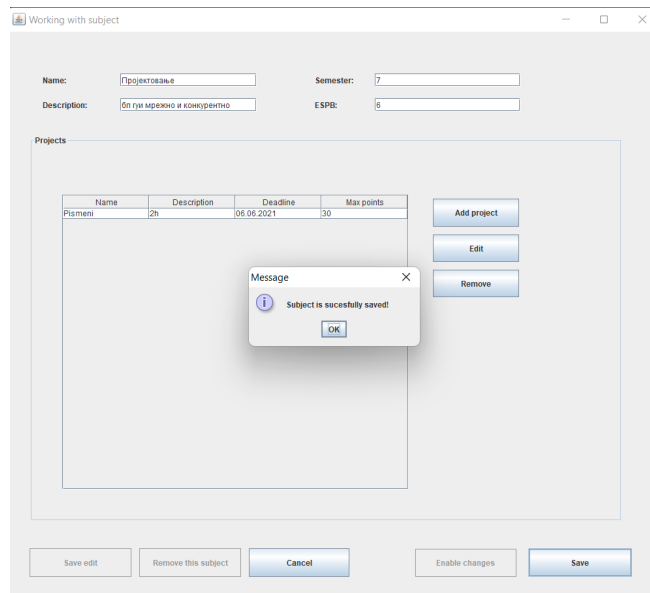 Working with subject
Name: Пројектовање Semester: 7
Description: бп гуи мрежно и конкурентно ESPB: 6
Projects
Name Description Deadline Max points
Pismeni 2h 06.06.2021 30
Add project
Edit
Remove
Message
Subject is sucesfully saved!
OK
Save edit Remove this subject Cancel Enable changes Save